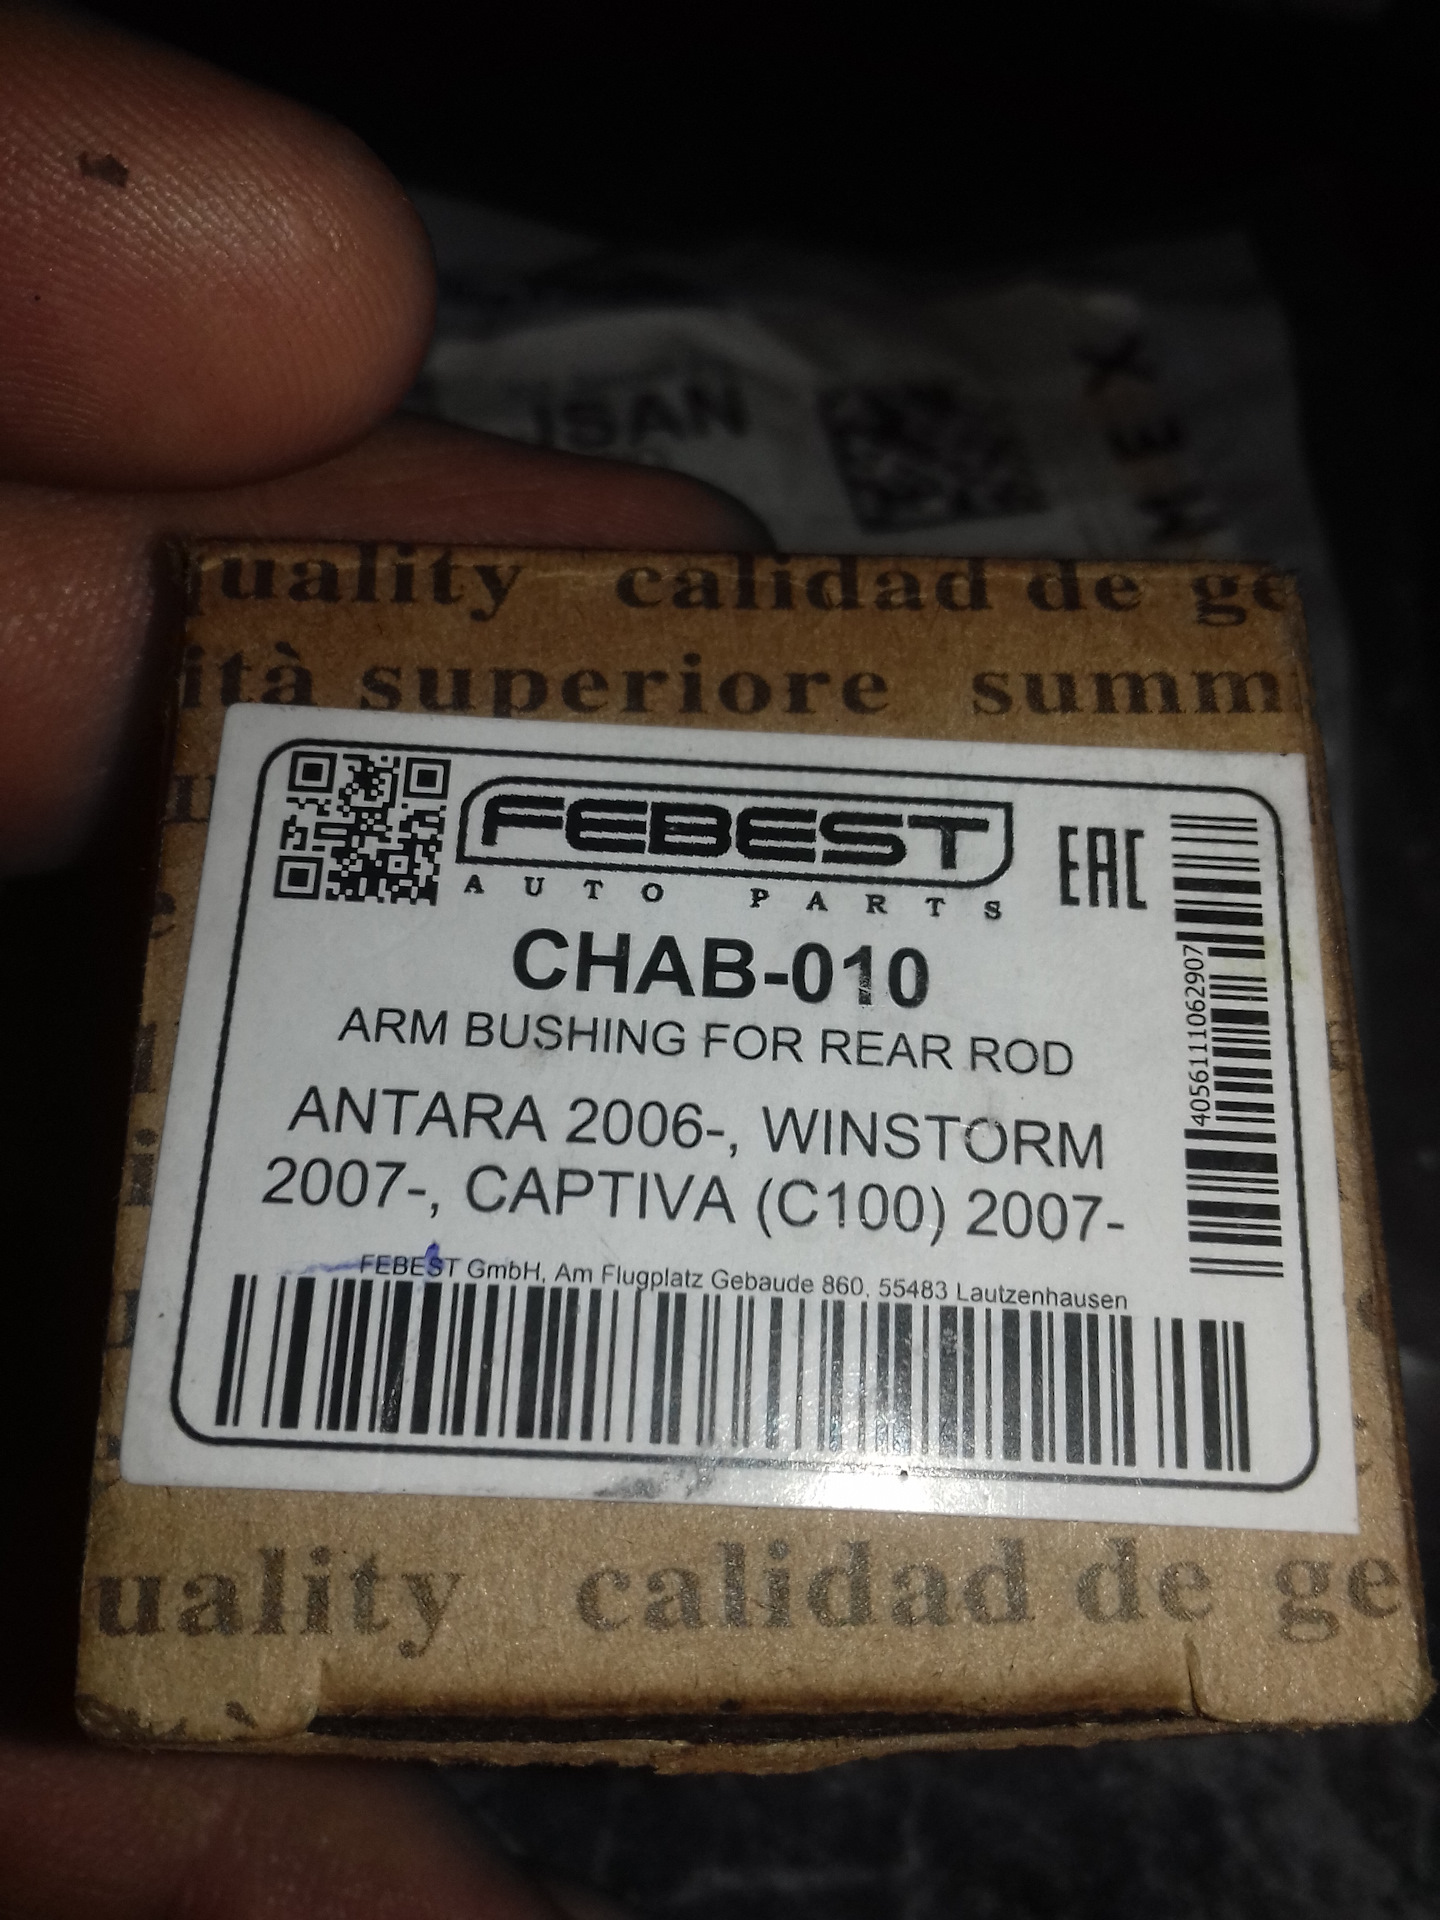 ISAN
uality calidad de ge
ità superiore summ
FEBEST
AUTO PARTS
EAC
CHAB-010
ARM BUSHING FOR REAR ROD
ANTARA 2006-, WINSTORM
2007-, CAPTIVA (C100) 2007-
FEBEST GmbH, Am Flugplatz Gebaude 860, 55483 Lautzenhausen
4056111062907
uality calidad de ge